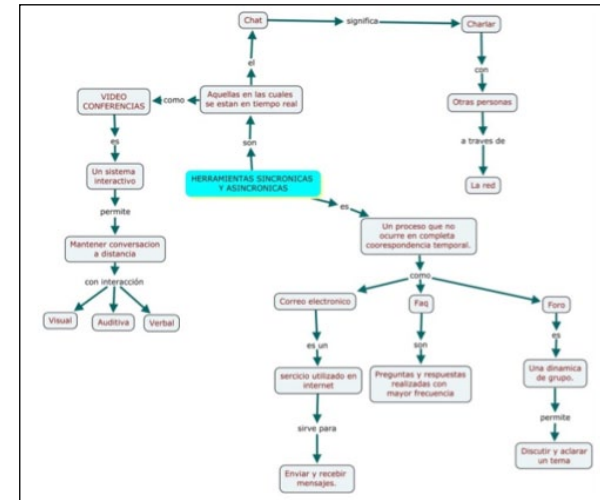 Chat
significa
Charlar
el
con
VIDEO
CONFERENCIAS
como
Aquellas en las cuales
se estan en tiempo real
Otras personas
es
son
a traves de
Un sistema
interactivo
HERRAMIENTAS SINCRONICAS
Y ASINCRONICAS
La red
es
permite
Un proceso que no
ocurre en completa
coorespondencia temporal.
Mantener conversacion
a distancia
como
con interacción
Visual
Auditiva
Verbal
Correo electronico
Faq
Foro
es un
son
es
sercicio utilizado en
internet
Preguntas y respuestas
realizadas con
mayor frecuencia
Una dinamica
de grupo.
sirve para
permite
Enviar y recibir
mensajes.
Discutir y aclarar
un tema